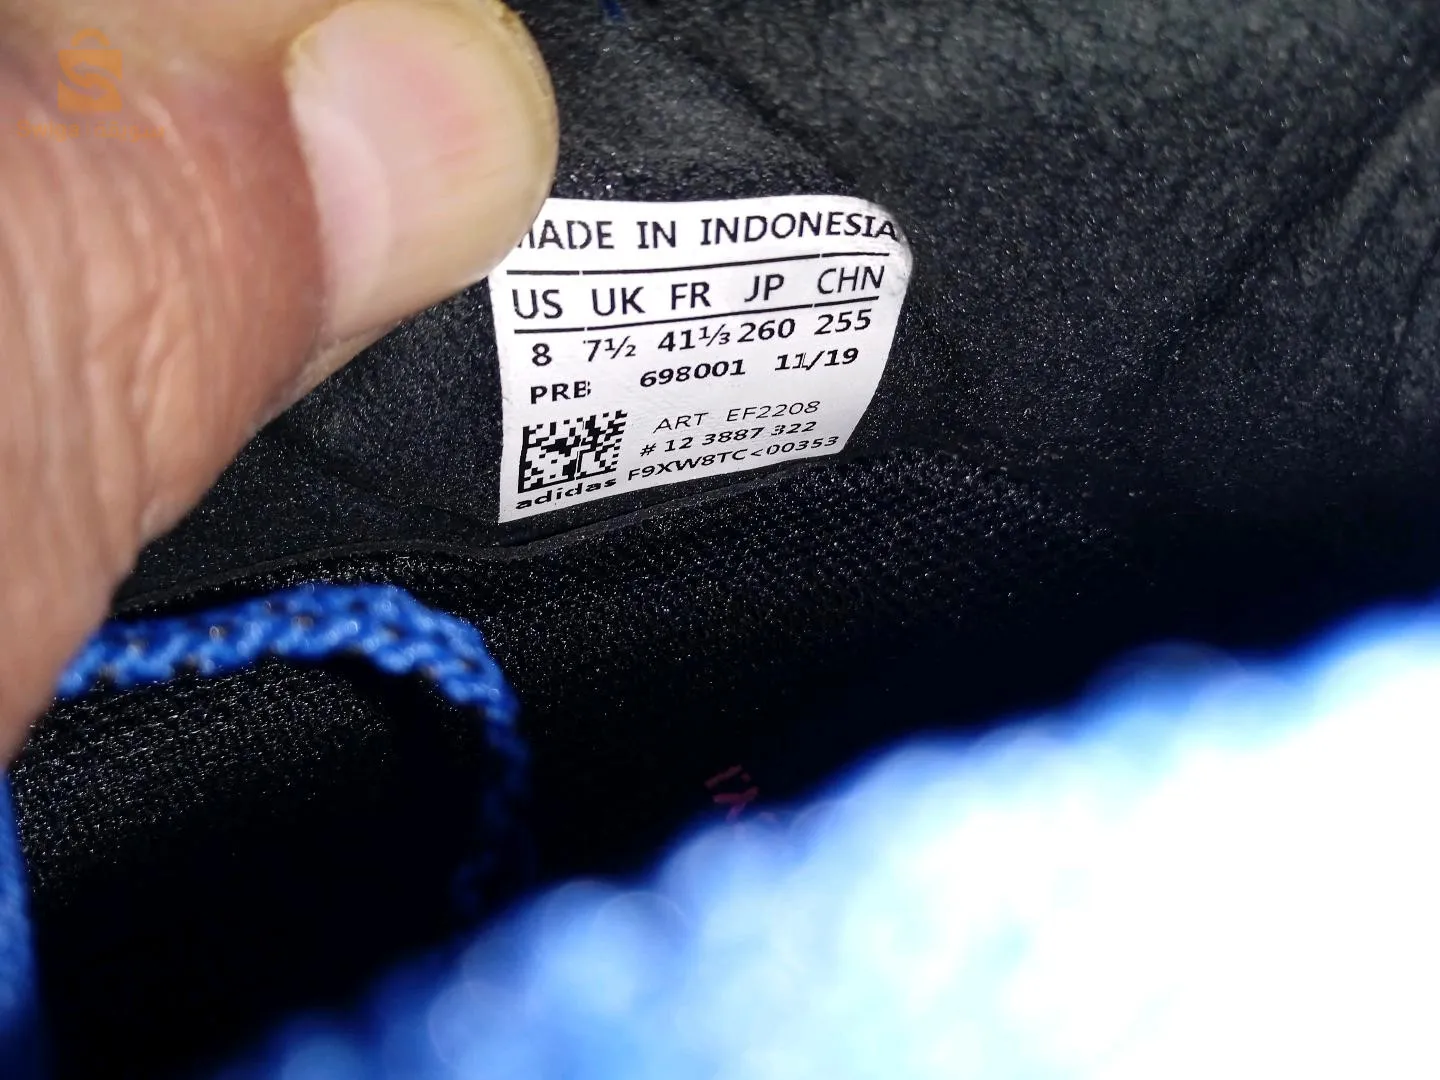 MADE IN INDONESIA
US UK FR JP CHN
8 7½ 41⅓ 260 255
PRB 698001 11/19
ART EF2208
# 12 3887 322
F9XW8TC<00353
adidas